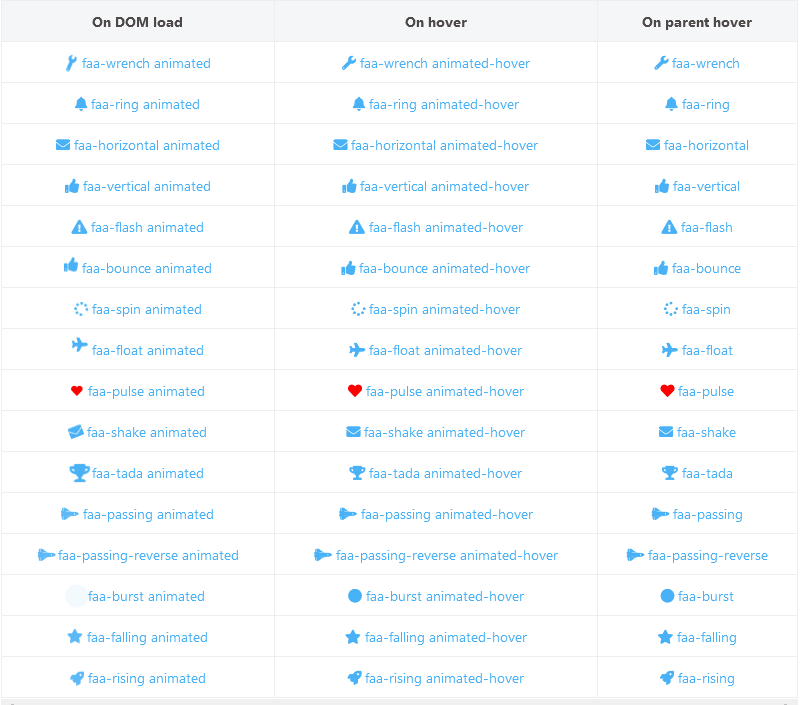 On DOM load On hover On parent hover
faa-wrench animated faa-wrench animated-hover faa-wrench
faa-ring animated faa-ring animated-hover faa-ring
faa-horizontal animated faa-horizontal animated-hover faa-horizontal
faa-vertical animated faa-vertical animated-hover faa-vertical
faa-flash animated faa-flash animated-hover faa-flash
faa-bounce animated faa-bounce animated-hover faa-bounce
faa-spin animated faa-spin animated-hover faa-spin
faa-float animated faa-float animated-hover faa-float
faa-pulse animated faa-pulse animated-hover faa-pulse
faa-shake animated faa-shake animated-hover faa-shake
faa-tada animated faa-tada animated-hover faa-tada
faa-passing animated faa-passing animated-hover faa-passing
faa-passing-reverse animated faa-passing-reverse animated-hover faa-passing-reverse
faa-burst animated faa-burst animated-hover faa-burst
faa-falling animated faa-falling animated-hover faa-falling
faa-rising animated faa-rising animated-hover faa-rising